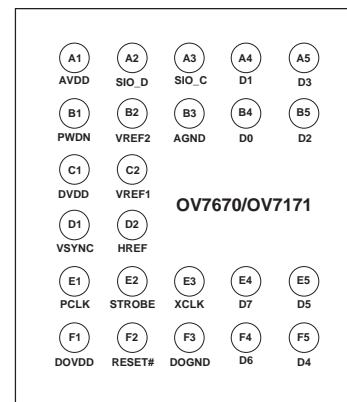 A1 A2 A3 A4 A5
AVDD SIO_D SIO_C D1 D3
B1 B2 B3 B4 B5
PWDN VREF2 AGND D0 D2
C1 C2
DVDD VREF1
OV7670/OV7171
D1 D2
VSYNC HREF
E1 E2 E3 E4 E5
PCLK STROBE XCLK D7 D5
F1 F2 F3 F4 F5
DOVDD RESET# DOGND D6 D4